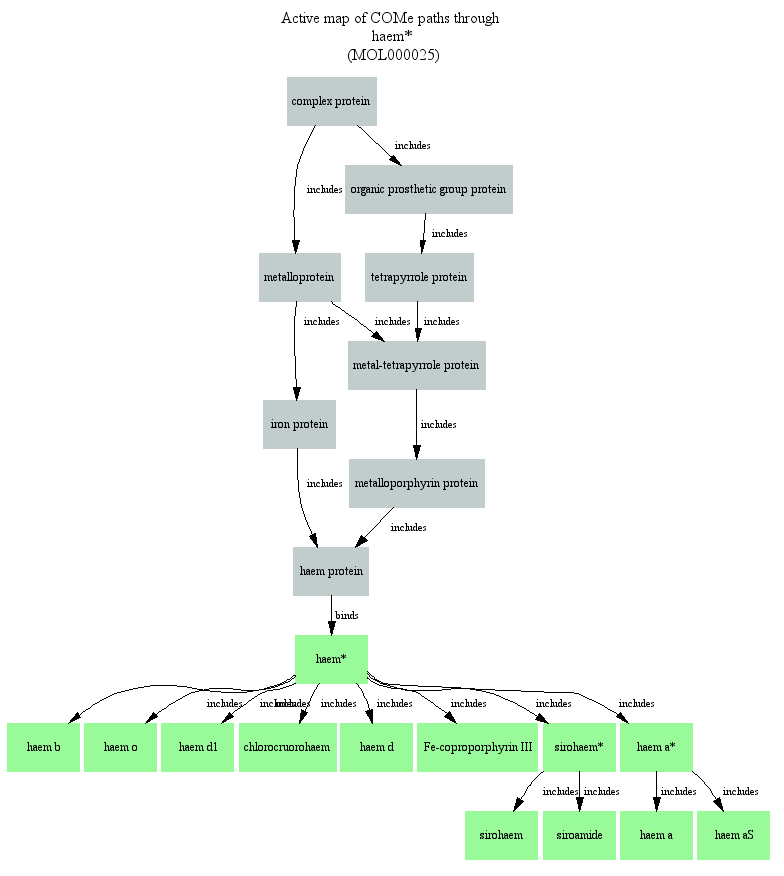 Active map of COMe paths through
haem*
(MOL000025)
complex protein
includes
includes
organic prosthetic group protein
includes
metalloprotein
tetrapyrrole protein
includes
includes
includes
metal-tetrapyrrole protein
iron protein
includes
includes
metalloporphyrin protein
includes
haem protein
binds
haem*
includes
includes
includes
includes
includes
includes
includes
includes
haem b
haem o
haem d1
chlorocruorohaem
haem d
Fe-coproporphyrin III
sirohaem*
haem a*
includes
includes
includes
includes
sirohaem
siroamide
haem a
haem aS